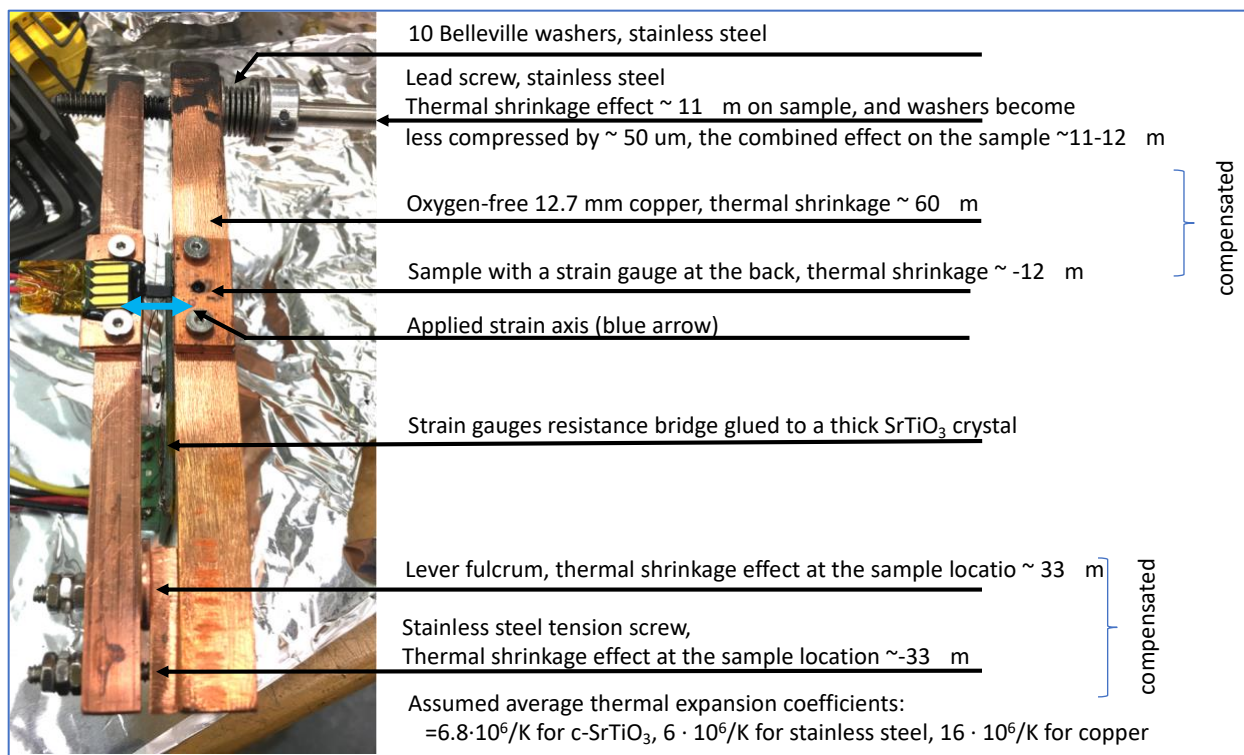 10 Belleville washers, stainless steel
Lead screw, stainless steel
Thermal shrinkage effect ~ 11 m on sample, and washers become
less compressed by ~ 50 um, the combined effect on the sample ~11-12 m
Oxygen-free 12.7 mm copper, thermal shrinkage ~ 60 m
compensated
Sample with a strain gauge at the back, thermal shrinkage ~ -12 m
Applied strain axis (blue arrow)
Strain gauges resistance bridge glued to a thick SrTiO₃ crystal
Lever fulcrum, thermal shrinkage effect at the sample locatio ~ 33 m
compensated
Stainless steel tension screw,
Thermal shrinkage effect at the sample location ~-33 m
Assumed average thermal expansion coefficients:
=6.8·10⁶/K for c-SrTiO₃, 6 · 10⁶/K for stainless steel, 16 · 10⁶/K for copper